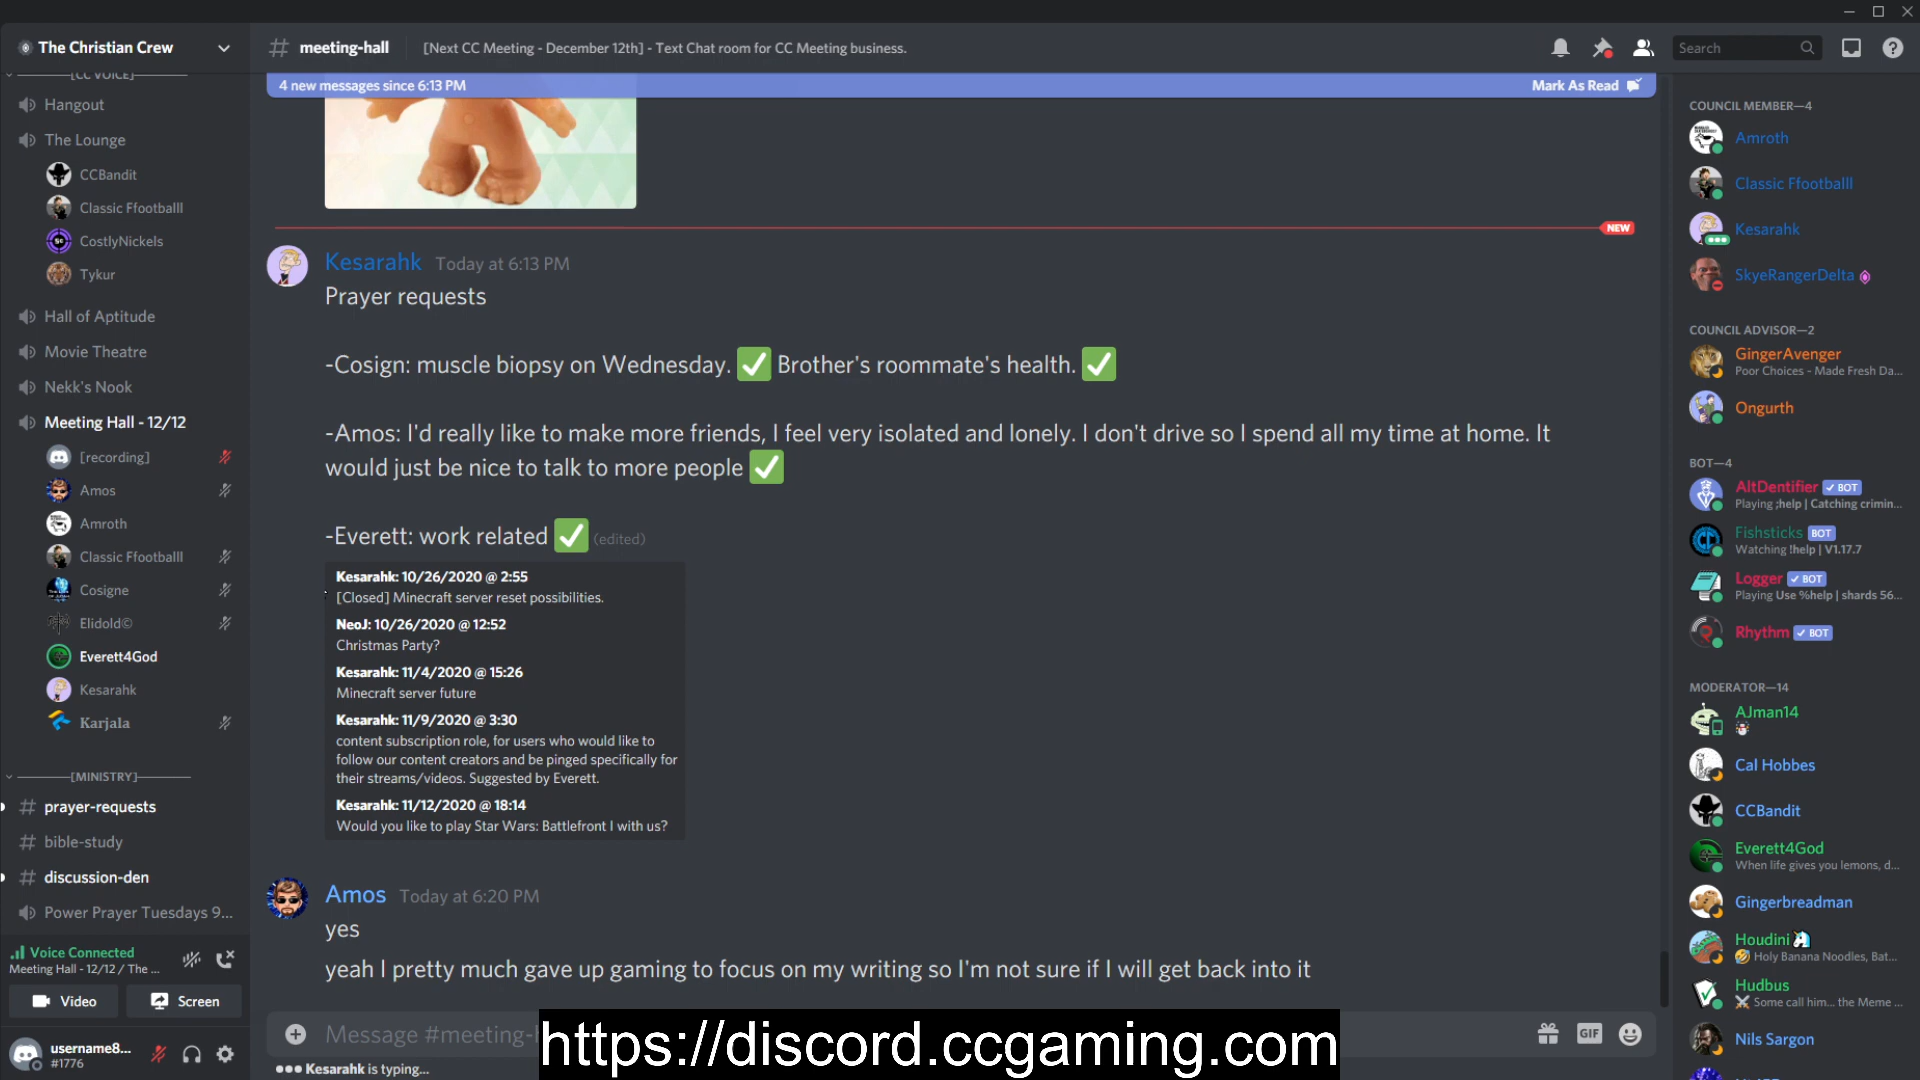 The Christian Crew
[CC VOICE]
Hangout
The Lounge
CCBandit
Classic Ffootballl
CostlyNickels
Tykur
Hall of Aptitude
Movie Theatre
Nekk's Nook
Meeting Hall - 12/12
[recording]
Amos
Amroth
Classic Ffootballl
Cosigne
Elidold©
Everett4God
Kesarahk
Karjala
[MINISTRY]
# prayer-requests
# bible-study
# discussion-den
Power Prayer Tuesdays 9...
Voice Connected
Meeting Hall - 12/12 / The ...
Video
Screen
username8...
#1776
# meeting-hall
[Next CC Meeting - December 12th] - Text Chat room for CC Meeting business.
Search
4 new messages since 6:13 PM
Mark As Read
NEW
Kesarahk Today at 6:13 PM
Prayer requests
-Cosign: muscle biopsy on Wednesday. ✅ Brother's roommate's health. ✅
-Amos: I'd really like to make more friends, I feel very isolated and lonely. I don't drive so I spend all my time at home. It
would just be nice to talk to more people ✅
-Everett: work related ✅ (edited)
Kesarahk: 10/26/2020 @ 2:55
[Closed] Minecraft server reset possibilities.
NeoJ: 10/26/2020 @ 12:52
Christmas Party?
Kesarahk: 11/4/2020 @ 15:26
Minecraft server future
Kesarahk: 11/9/2020 @ 3:30
content subscription role, for users who would like to
follow our content creators and be pinged specifically for
their streams/videos. Suggested by Everett.
Kesarahk: 11/12/2020 @ 18:14
Would you like to play Star Wars: Battlefront I with us?
Amos Today at 6:20 PM
yes
yeah I pretty much gave up gaming to focus on my writing so I'm not sure if I will get back into it
Message #meeting-
GIF
https://discord.ccgaming.com
Kesarahk is typing...
COUNCIL MEMBER—4
Amroth
Classic Ffootballl
Kesarahk
SkyeRangerDelta
COUNCIL ADVISOR—2
GingerAvenger
Poor Choices - Made Fresh Da...
Ongurth
BOT—4
AltDentifier ✓ BOT
Playing ;help | Catching crimin...
Fishsticks BOT
Watching !help | V1.17.7
Logger ✓ BOT
Playing Use %help | shards 56...
Rhythm ✓ BOT
MODERATOR—14
AJman14
Cal Hobbes
CCBandit
Everett4God
When life gives you lemons, d...
Gingerbreadman
Houdini
Holy Banana Noodles, Bat...
Hudbus
Some call him... the Meme ...
Nils Sargon